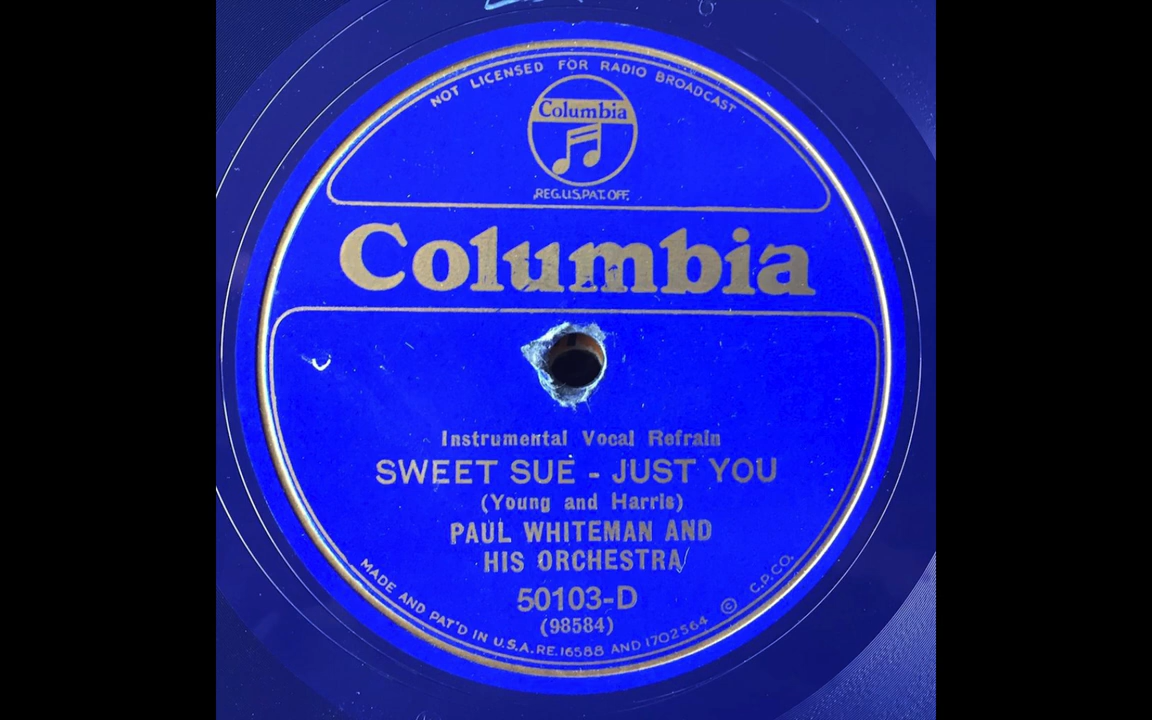 NOT LICENSED FOR RADIO BROADCAST
Columbia
REG.U.S.PAT.OFF.
Columbia
Instrumental Vocal Refrain
SWEET SUE - JUST YOU
(Young and Harris)
PAUL WHITEMAN AND
HIS ORCHESTRA
50103-D
(98584)
MADE AND PAT'D IN U.S.A. RE.16588 AND 1702564 © C.P.CO.